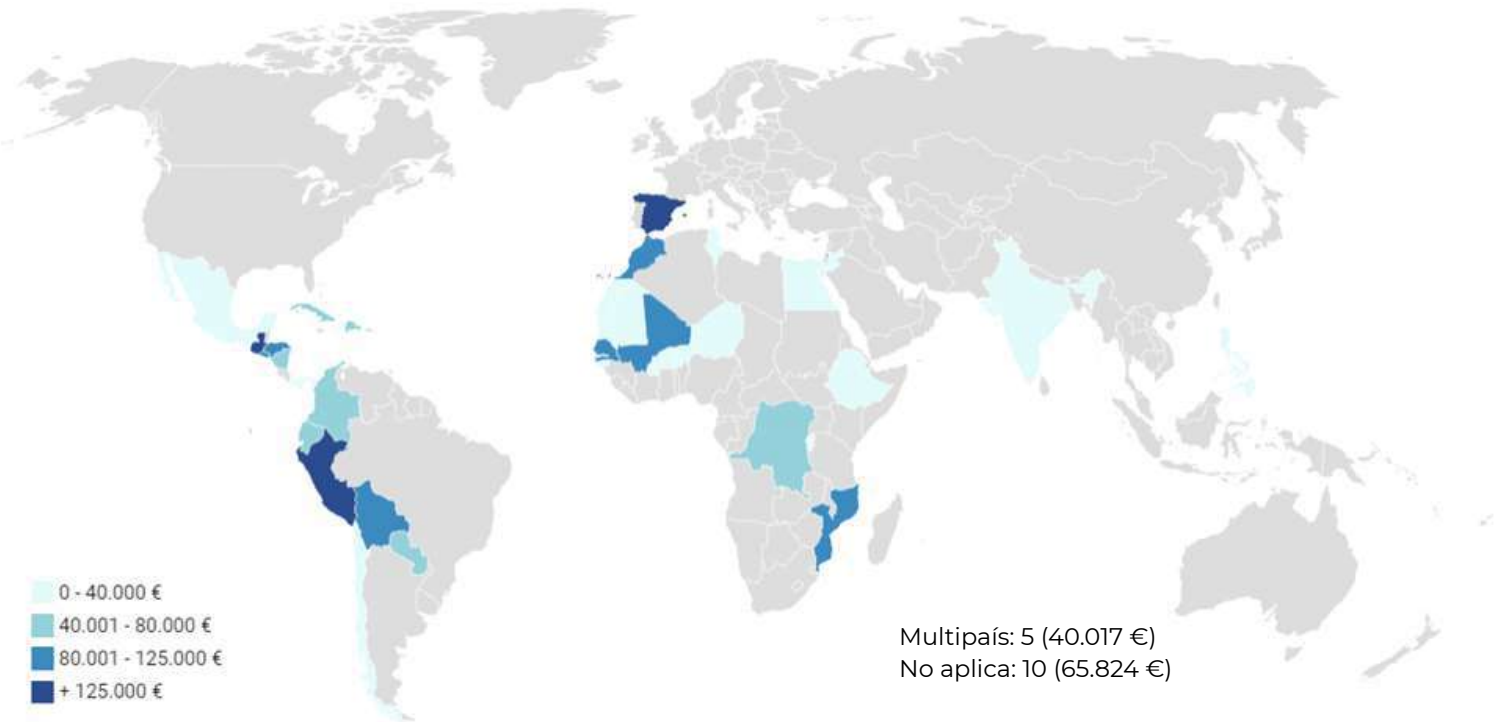 0 - 40.000 €
40.001 - 80.000 €
80.001 - 125.000 €
+ 125.000 €
Multipaís: 5 (40.017 €)
No aplica: 10 (65.824 €)